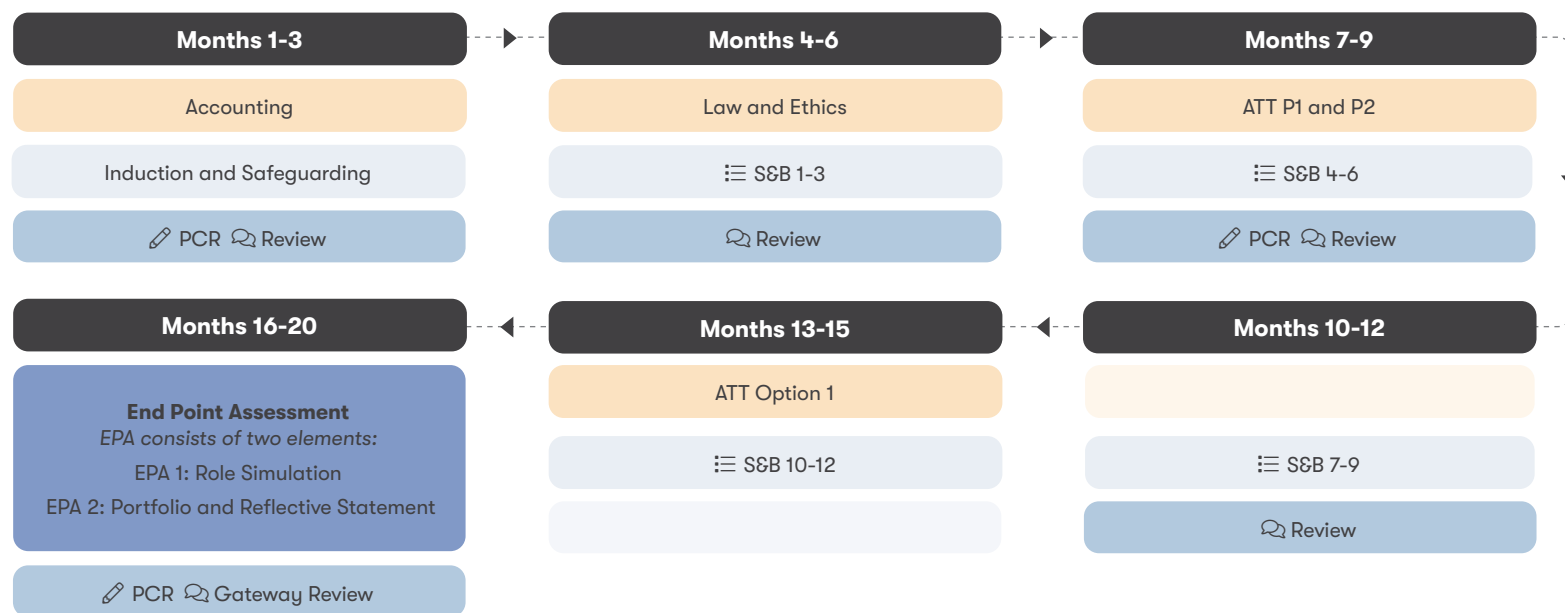 Months 1-3
Accounting
Induction and Safeguarding
PCR Review
Months 4-6
Law and Ethics
S&B 1-3
Review
Months 7-9
ATT P1 and P2
S&B 4-6
PCR Review
Months 10-12
S&B 7-9
Review
Months 13-15
ATT Option 1
S&B 10-12
Months 16-20
End Point Assessment
EPA consists of two elements:
EPA 1: Role Simulation
EPA 2: Portfolio and Reflective Statement
PCR Gateway Review